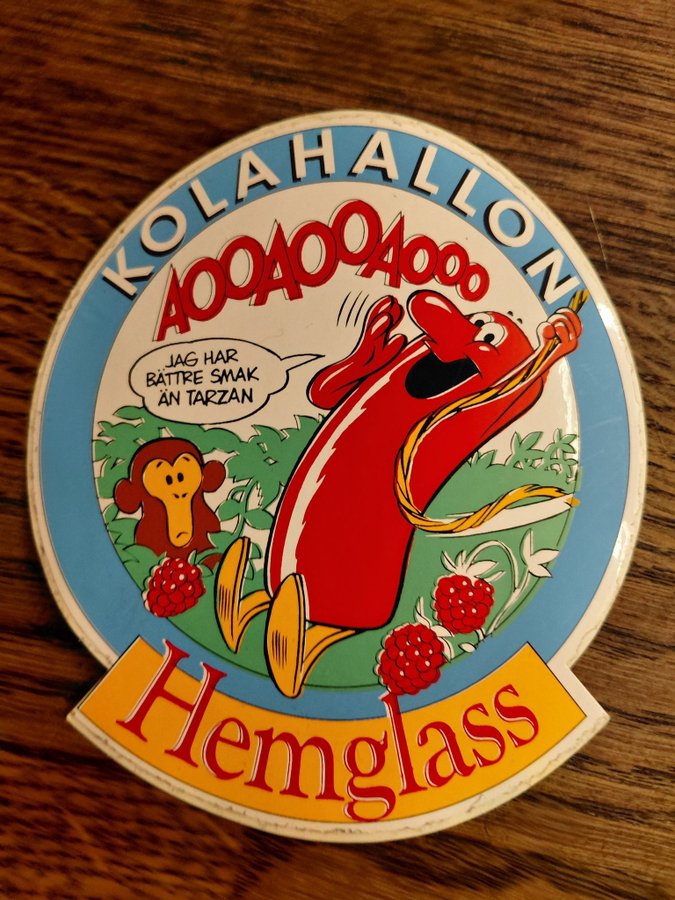 KOLAHALLON
AOOAOOAOOO
JAG HAR
BÄTTRE SMAK
ÄN TARZAN
Hemglass